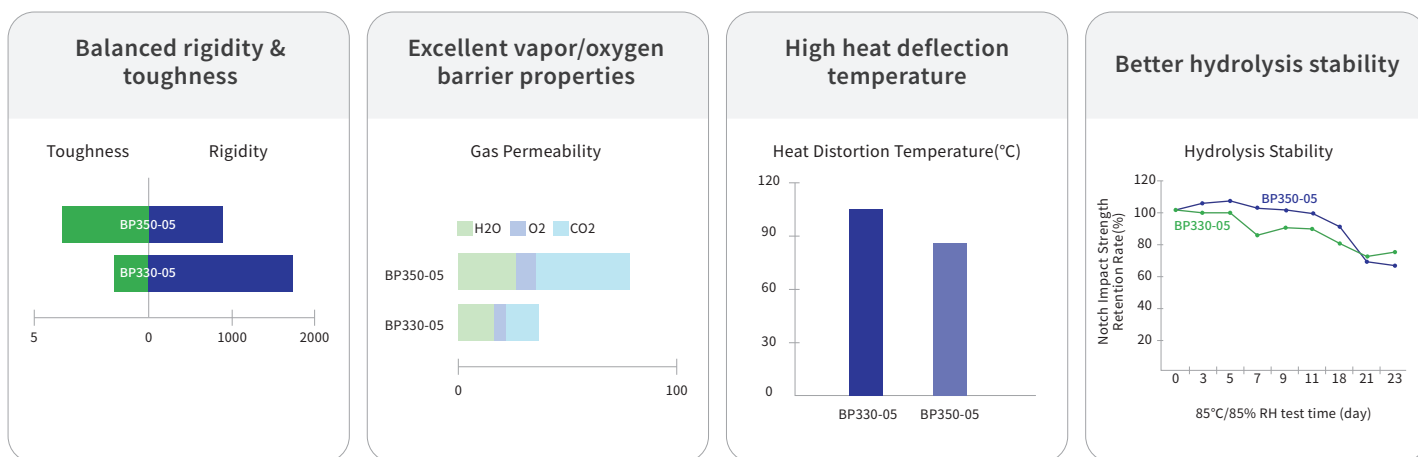 Balanced rigidity &
toughness
Toughness
Rigidity
BP350-05
BP330-05
5
0
1000
2000
Excellent vapor/oxygen
barrier properties
Gas Permeability
H2O
O2
CO2
BP350-05
BP330-05
0
100
High heat deflection
temperature
Heat Distortion Temperature(°C)
120
90
60
30
0
BP330-05
BP350-05
Better hydrolysis stability
Hydrolysis Stability
Notch Impact Strength
Retention Rate(%)
120
100
80
60
40
20
BP350-05
BP330-05
0
3
5
7
9
11
18
21
23
85°C/85% RH test time (day)